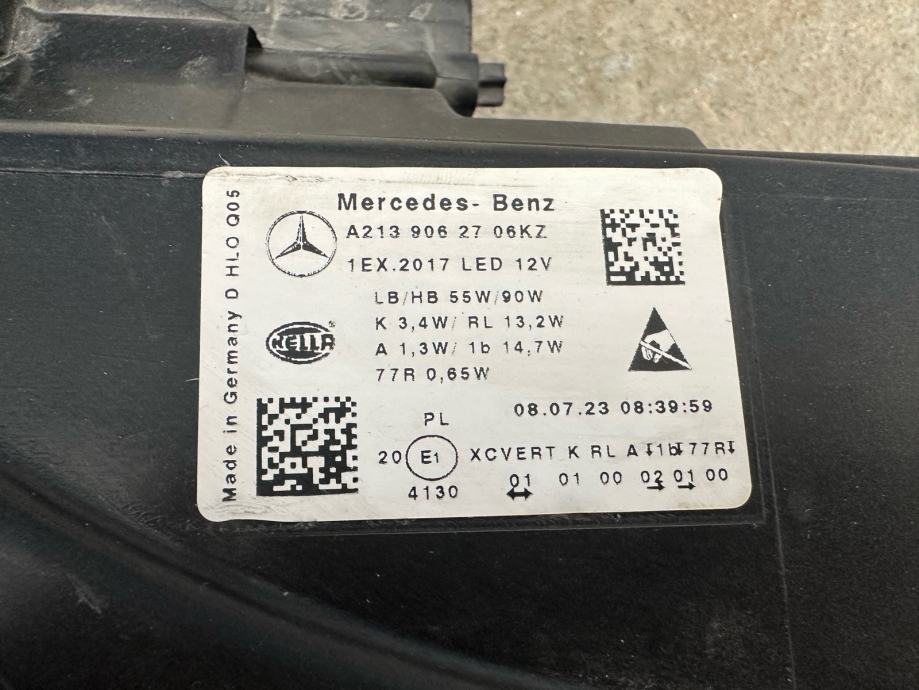 Mercedes- Benz
A213 906 27 06KZ
1EX.2017 LED 12V
LB/HB 55W/90W
K 3,4W/ RL 13,2W
A 1,3W/ 1b 14,7W
77R 0,65W
HELLA®
PL
08.07.23 08:39:59
20 E1 XCVERT K RL A 1b 77R
4130 01 01 00 02 01 00
Made in Germany D HLO Q05